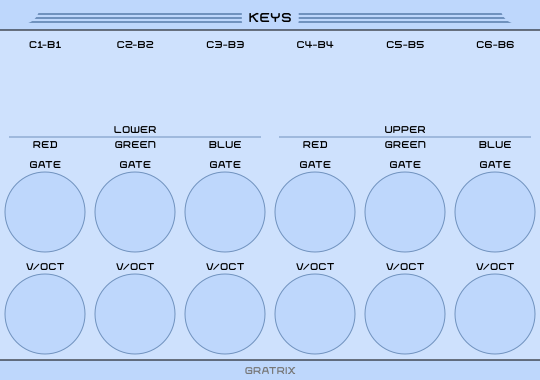 KEYS
C1-B1 C2-B2 C3-B3 C4-B4 C5-B5 C6-B6
LOWER UPPER
RED GREEN BLUE RED GREEN BLUE
GATE GATE GATE GATE GATE GATE
V/OCT V/OCT V/OCT V/OCT V/OCT V/OCT
GRATRIX